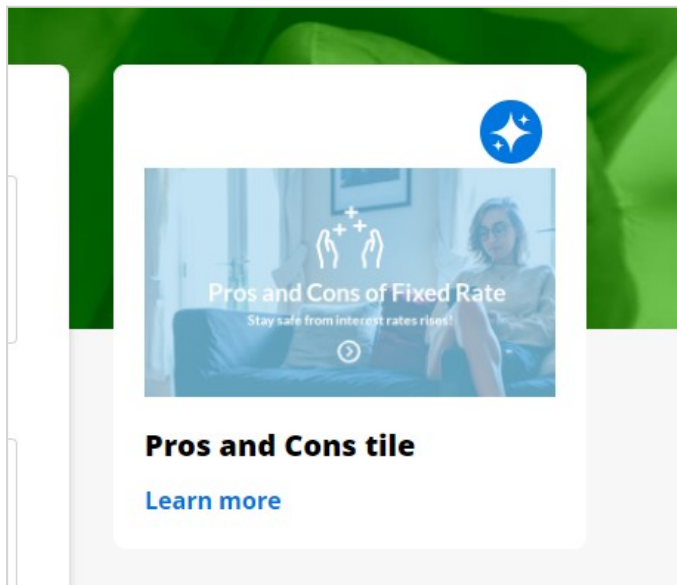 Pros and Cons of Fixed Rate
Stay safe from interest rates rises!
Pros and Cons tile
Learn more